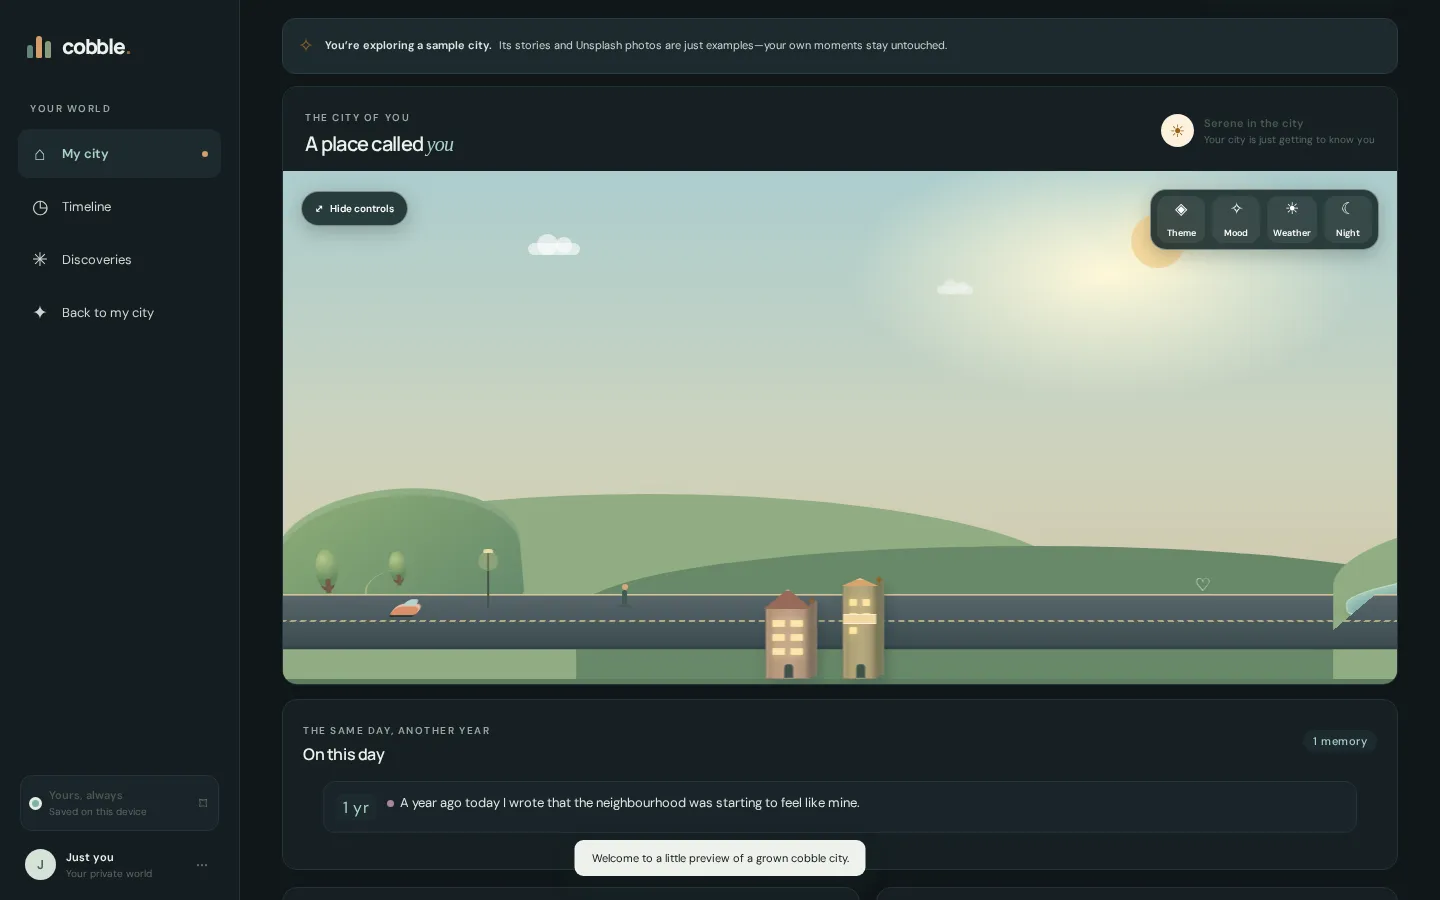 cobble.
YOUR WORLD
My city
Timeline
Discoveries
Back to my city
Yours, always
Saved on this device
J
Just you
Your private world
You're exploring a sample city. Its stories and Unsplash photos are just examples—your own moments stay untouched.
THE CITY OF YOU
A place called you
Serene in the city
Your city is just getting to know you
Hide controls
Theme
Mood
Weather
Night
THE SAME DAY, ANOTHER YEAR
On this day
1 memory
1 yr
A year ago today I wrote that the neighbourhood was starting to feel like mine.
Welcome to a little preview of a grown cobble city.